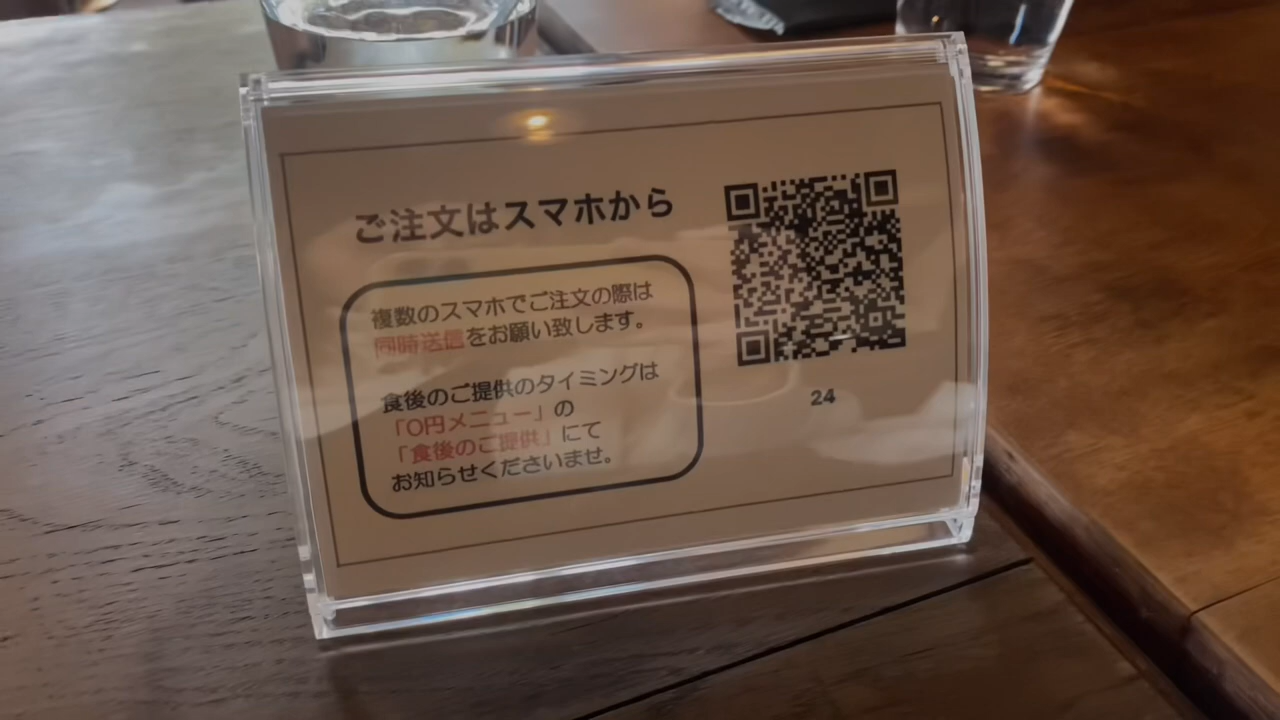 ご注文はスマホから
複数のスマホでご注文の際は
同時送信をお願い致します。
食後のご提供のタイミングは
「0円メニュー」の
「食後のご提供」にて
お知らせくださいませ。
24